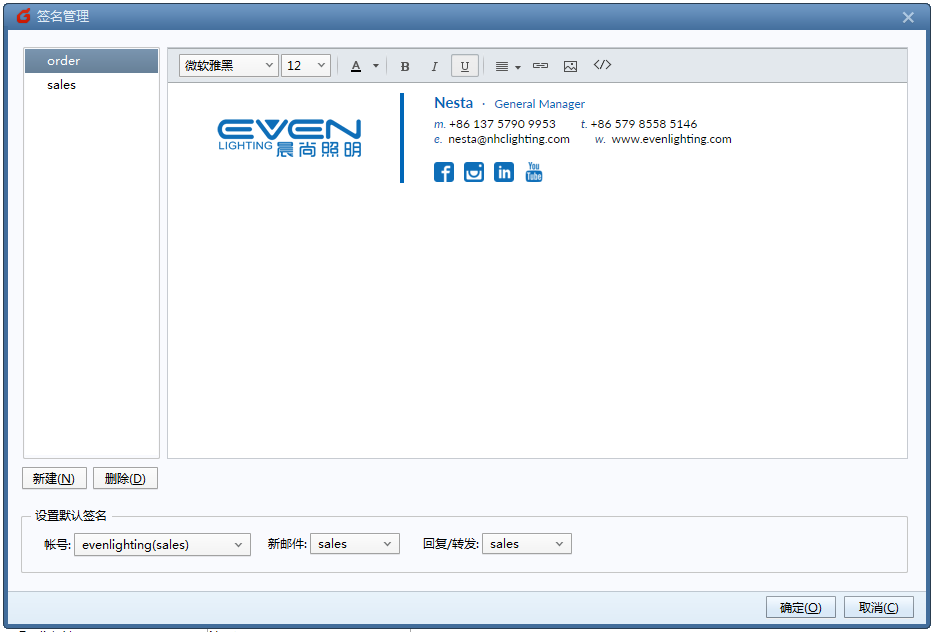 签名管理
order
sales
微软雅黑 12 A B I U
EVEN
LIGHTING 晨尚照明
Nesta · General Manager
m. +86 137 5790 9953 t. +86 579 8558 5146
e. nesta@nhclighting.com w. www.evenlighting.com
f in You Tube
新建(N) 删除(D)
设置默认签名
帐号: evenlighting(sales) 新邮件: sales 回复/转发: sales
确定(O) 取消(C)